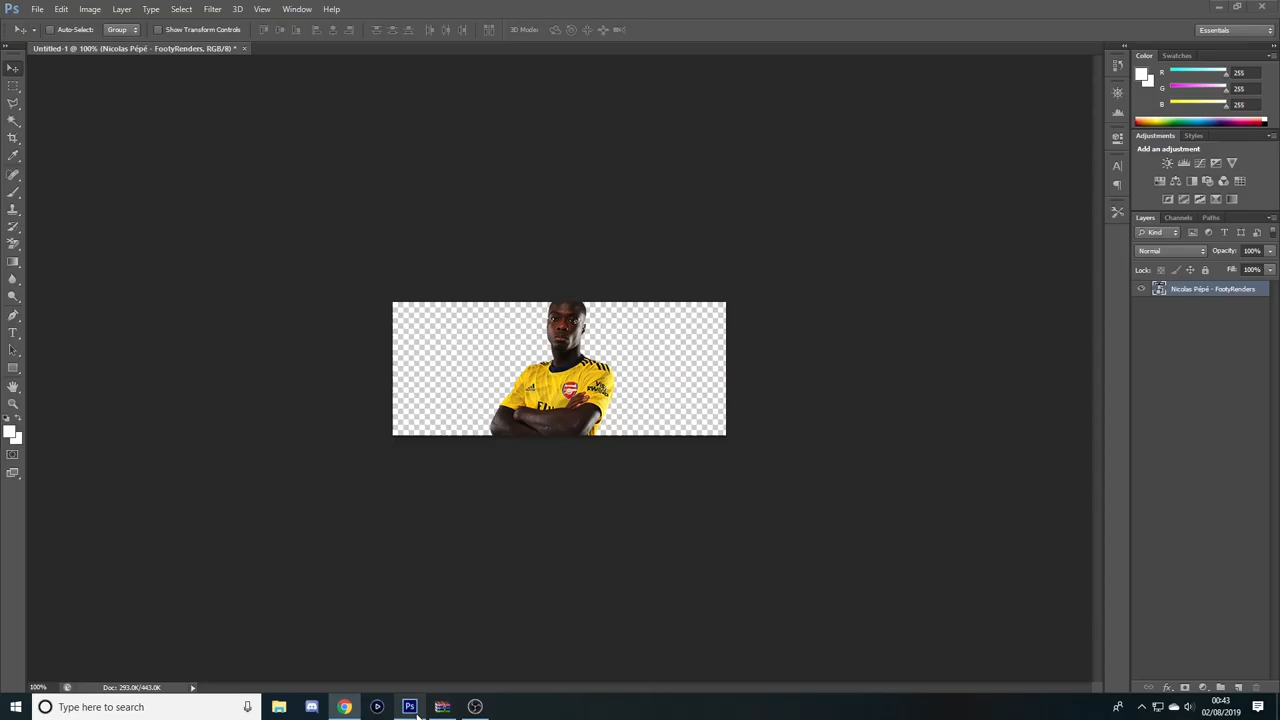 Ps File Edit Image Layer Type Select Filter 3D View Window Help
Auto-Select: Group Show Transform Controls 3D Mode: Essentials
Untitled-1 @ 100% (Nicolas Pépé - FootyRenders, RGB/8) * ×
Color Swatches
R 255
G 255
B 255
Adjustments Styles
Add an adjustment
Layers Channels Paths
Kind
Normal Opacity: 100%
Lock: Fill: 100%
Nicolas Pépé - FootyRenders
100% Doc: 293.0K/443.0K
Type here to search
Ps
00:43
02/08/2019